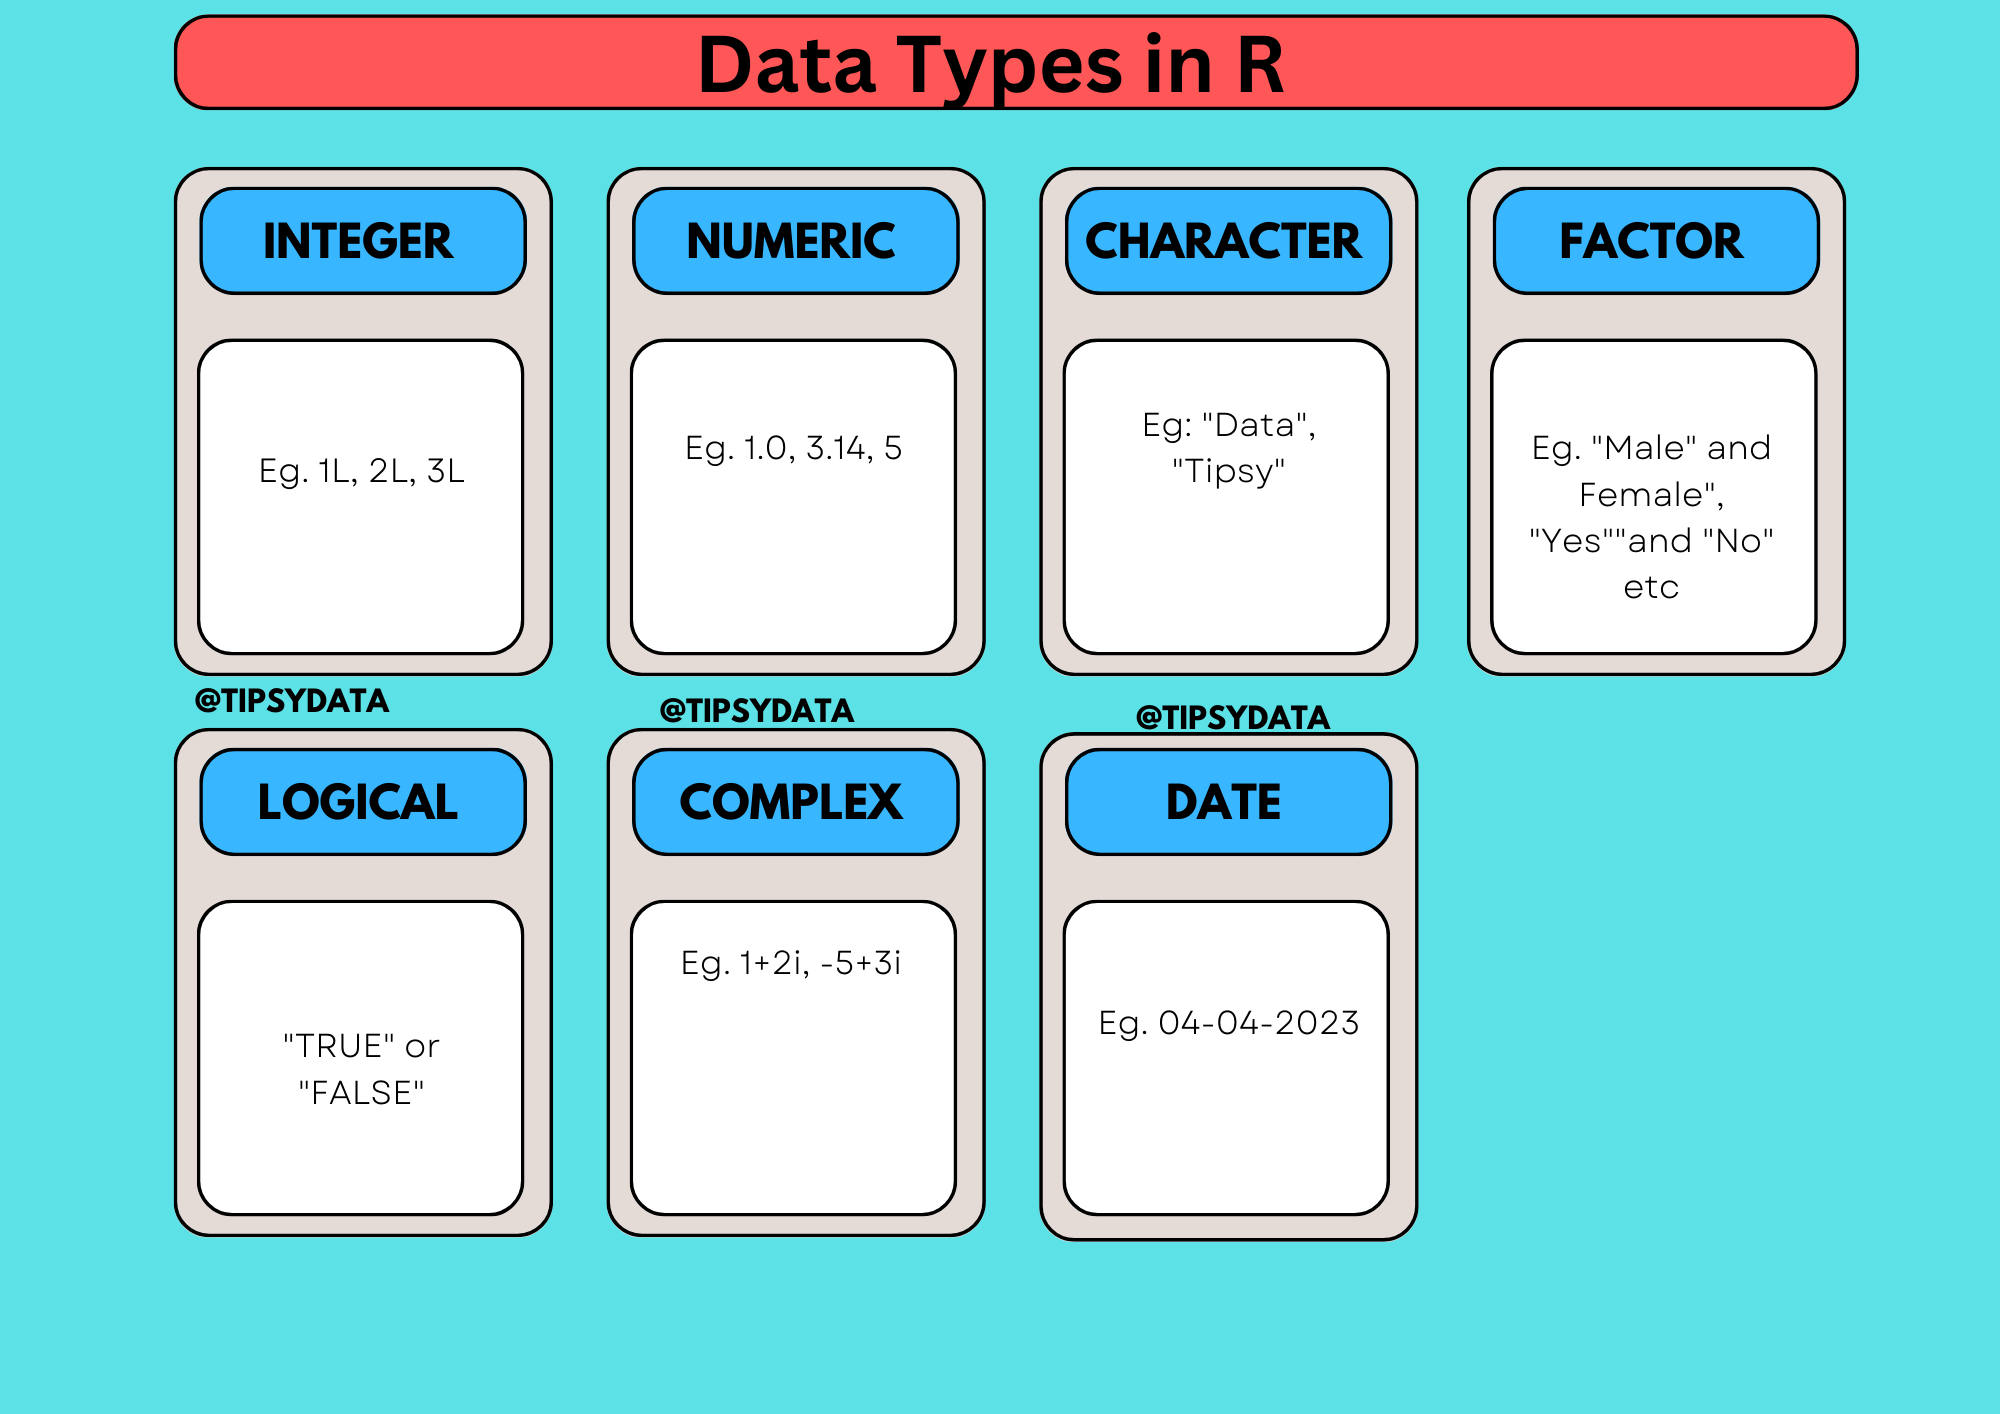 Data Types in R
INTEGER
Eg. 1L, 2L, 3L
NUMERIC
Eg. 1.0, 3.14, 5
CHARACTER
Eg: "Data",
"Tipsy"
FACTOR
Eg. "Male" and
Female",
"Yes""and "No"
etc
@TIPSYDATA
@TIPSYDATA
@TIPSYDATA
LOGICAL
"TRUE" or
"FALSE"
COMPLEX
Eg. 1+2i, -5+3i
DATE
Eg. 04-04-2023